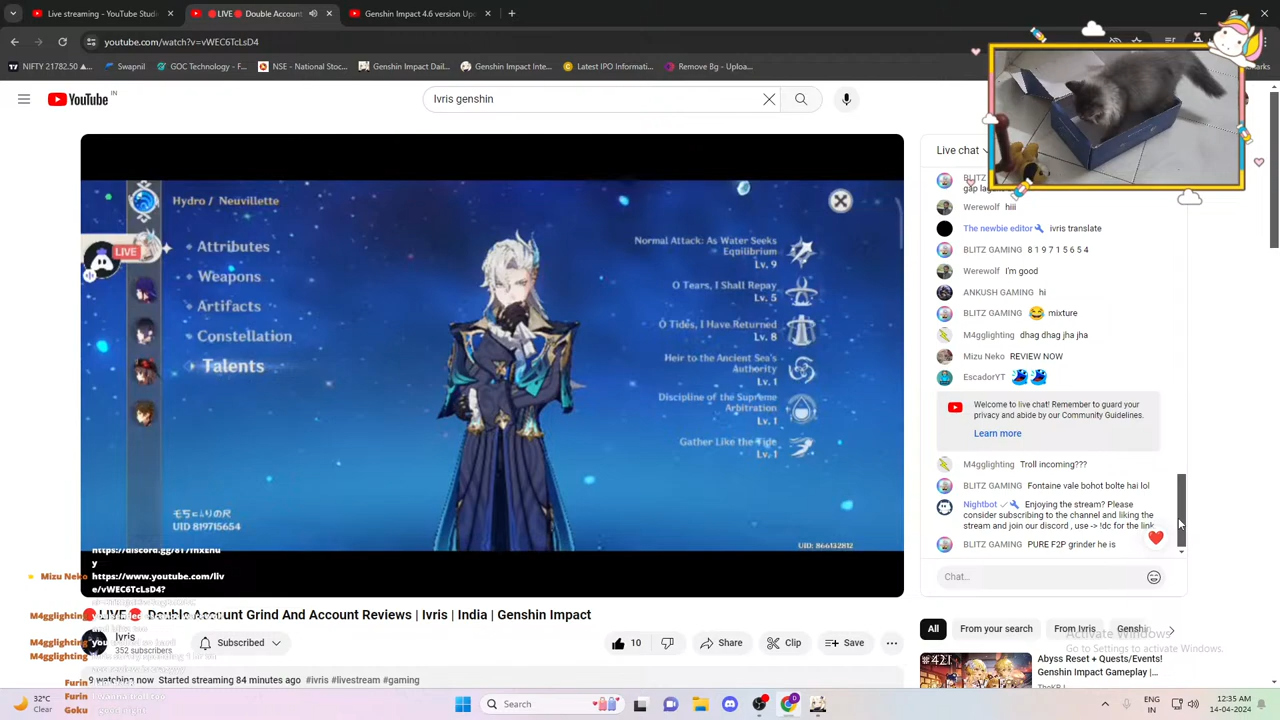 Live streaming - YouTube Stud
LIVE Double Account
Genshin Impact 4.6 version Up
youtube.com/watch?v=vWEC6TcLsD4
NIFTY 21782.50 ▲...
Swapnil
GOC Technology - G...
NSE - National Stoc...
Genshin Impact Dail...
Genshin Impact Inte...
Latest IPO Informati...
Remove Bg - Uploa...
YouTube IN
Ivris genshin
Hydro / Neuvillette
LIVE
Attributes
Weapons
Artifacts
Constellation
Talents
Normal Attack: As Water Seeks
Equilibrium
Lv. 9
O Tears, I Shall Repay
Lv. 5
O Tides, I Have Returned
Lv. 8
Heir to the Ancient Sea's
Authority
Lv. 1
Discipline of the Supreme
Arbitration
Lv. 1
Gather Like the Tide
Lv. 1
UID 819715654
UID: 866132812
Live chat
Werewolf hiii
The newbie editor ivris translate
BLITZ GAMING 8 1 9 7 1 5 6 5 4
Werewolf I'm good
ANKUSH GAMING hi
BLITZ GAMING 😂 mixture
M4gglighting dhag dhag jha jha
Mizu Neko REVIEW NOW
EscadorYT
Welcome to live chat! Remember to guard your
privacy and abide by our Community Guidelines.
Learn more
M4gglighting Troll incoming???
BLITZ GAMING Fontaine vale bohot bolte hai lol
Nightbot Enjoying the stream? Please
consider subscribing to the channel and liking the
stream and join our discord , use -> !dc for the link
BLITZ GAMING PURE F2P grinder he is
Chat...
Mizu Neko https://www.youtube.com/liv
e/vWEC6TcLsD4?
LIVE Double Account Grind And Account Reviews | Ivris | India | Genshin Impact
M4gglighting
Ivris
352 subscribers
Subscribed
10
Share
Clip
Save
M4gglighting
M4gglighting
9 watching now Started streaming 84 minutes ago #ivris #livestream
Furin
Furin
Goku
All
From your search
From Ivris
Genshin
Abyss Reset + Quests/Events!
Genshin Impact Gameplay |...
Activate Windows
Go to Settings to activate Windows.
32°C
Clear
Search
ENG
IN
12:35 AM
14-04-2024